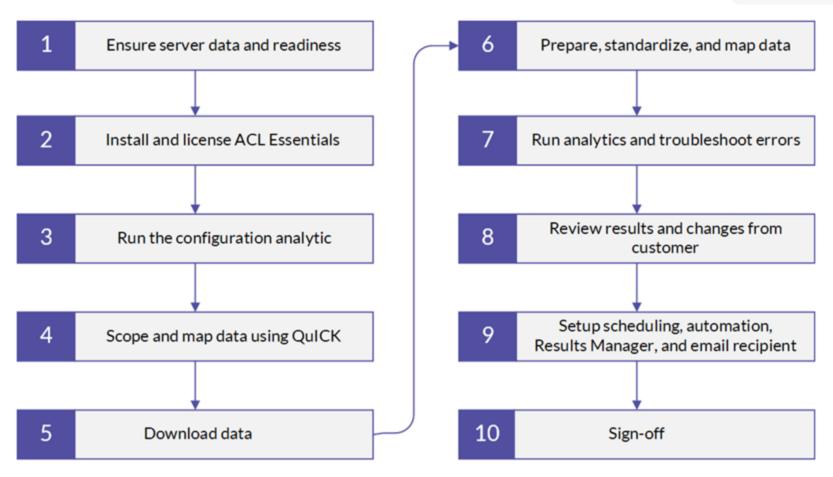 1
Ensure server data and readiness
2
Install and license ACL Essentials
3
Run the configuration analytic
4
Scope and map data using QuICK
5
Download data
6
Prepare, standardize, and map data
7
Run analytics and troubleshoot errors
8
Review results and changes from
customer
9
Setup scheduling, automation,
Results Manager, and email recipient
10
Sign-off